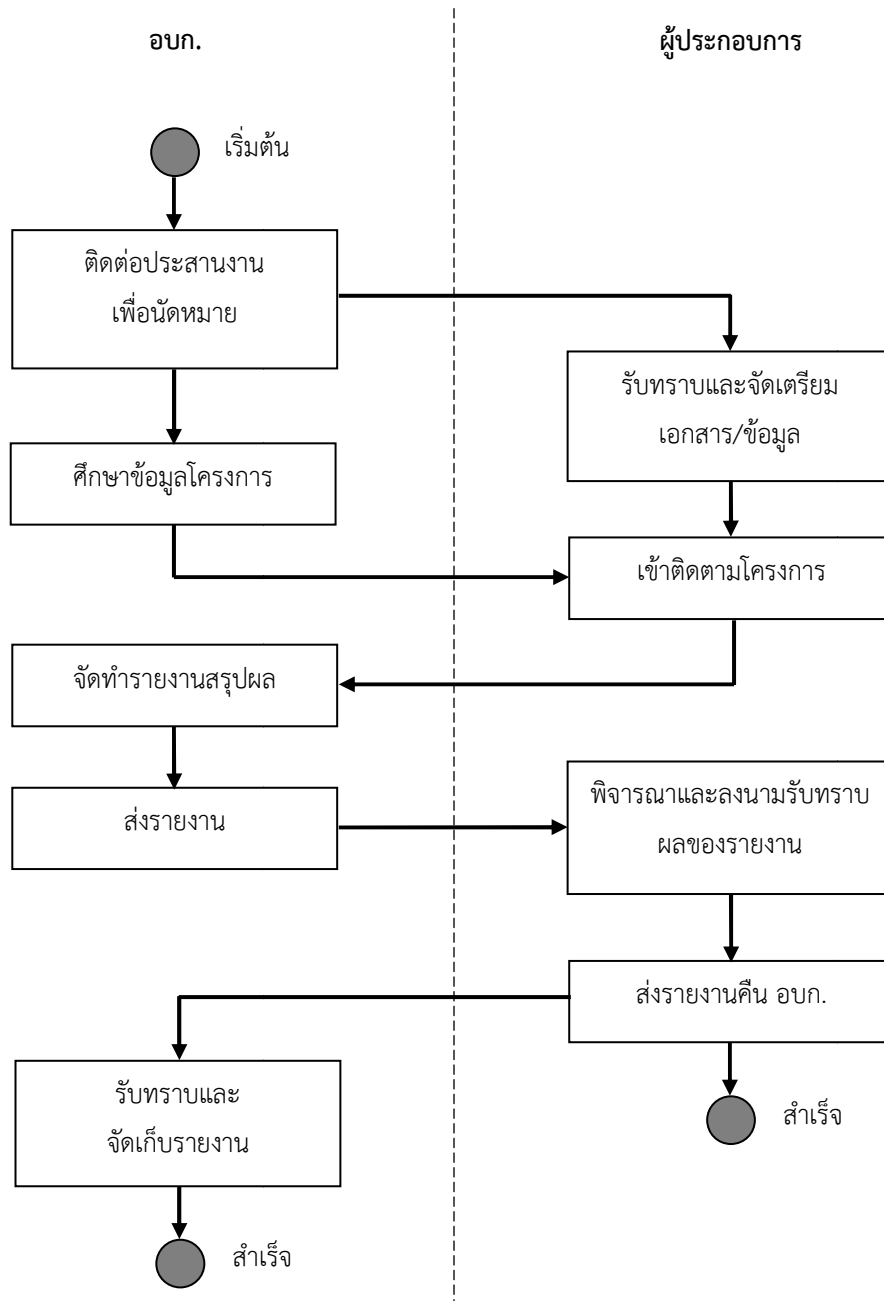 อบก.
ผู้ประกอบการ
เริ่มต้น
ติดต่อประสานงาน
เพื่อนัดหมาย
รับทราบและจัดเตรียม
เอกสาร/ข้อมูล
ศึกษาข้อมูลโครงการ
เข้าติดตามโครงการ
จัดทำรายงานสรุปผล
ส่งรายงาน
พิจารณาและลงนามรับทราบ
ผลของรายงาน
ส่งรายงานคืน อบก.
รับทราบและ
จัดเก็บรายงาน
สำเร็จ
สำเร็จ